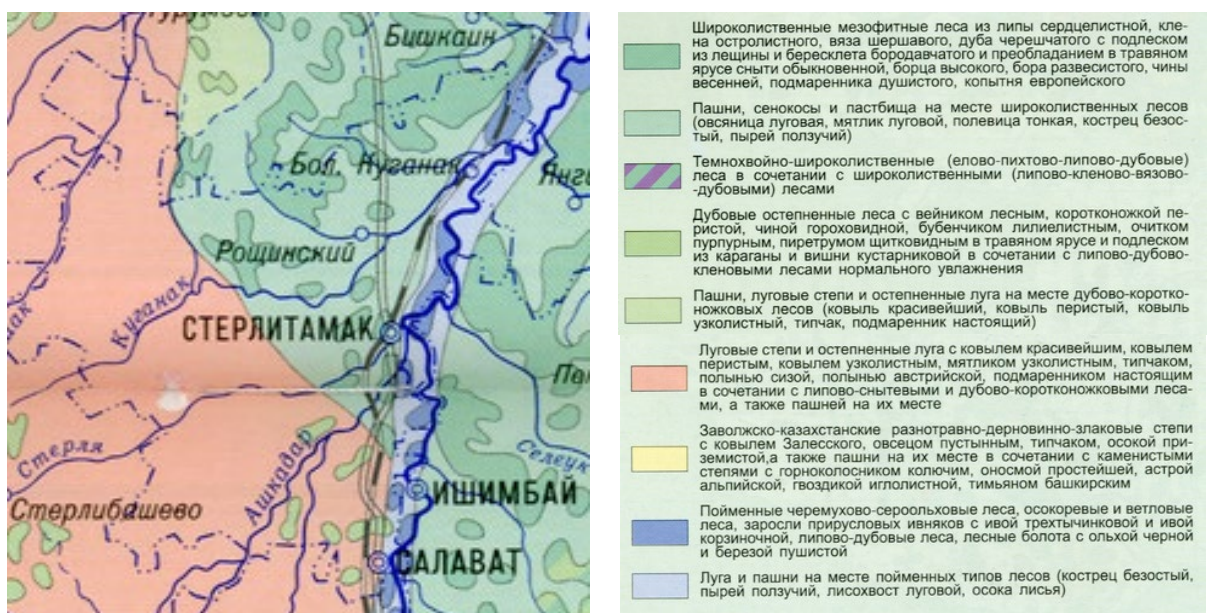 Бишкаин
Бол. Куганак
Янг
Рощинский
СТЕРЛИТАМАК
Куганак
Стерля
Селеук
Ашкадар
ИШИМБАЙ
Стерлибашево
САЛАВАТ
Широколиственные мезофитные леса из липы сердцелистной, кле-
на остролистного, вяза шершавого, дуба черешчатого с подлеском
из лещины и бересклета бородавчатого и преобладанием в травяном
ярусе сныти обыкновенной, борца высокого, бора развесистого, чины
весенней, подмаренника душистого, копытня европейского
Пашни, сенокосы и пастбища на месте широколиственных лесов
(овсяница луговая, мятлик луговой, полевица тонкая, кострец безос-
тый, пырей ползучий)
Темнохвойно-широколиственные (елово-пихтово-липово-дубовые)
леса в сочетании с широколиственными (липово-кленово-вязово-
-дубовыми) лесами
Дубовые остепненные леса с вейником лесным, коротконожкой пе-
ристой, чиной гороховидной, бубенчиком лилиелистным, очитком
пурпурным, пиретрумом щитковидным в травяном ярусе и подлеском
из караганы и вишни кустарниковой в сочетании с липово-дубово-
кленовыми лесами нормального увлажнения
Пашни, луговые степи и остепненные луга на месте дубово-коротко-
ножковых лесов (ковыль красивейший, ковыль перистый, ковыль
узколистный, типчак, подмаренник настоящий)
Луговые степи и остепненные луга с ковылем красивейшим, ковылем
перистым, ковылем узколистным, мятликом узколистным, типчаком,
полынью сизой, полынью австрийской, подмаренником настоящим
в сочетании с липово-снытевыми и дубово-коротконожковыми леса-
ми, а также пашней на их месте
Заволжско-казахстанские разнотравно-дерновинно-злаковые степи
с ковылем Залесского, овсецом пустынным, типчаком, осокой при-
земистой,а также пашни на их месте в сочетании с каменистыми
степями с горноколосником колючим, оносмой простейшей, астрой
альпийской, гвоздикой иглолистной, тимьяном башкирским
Пойменные черемухово-сероольховые леса, осокоревые и ветловые
леса, заросли прирусловых ивняков с ивой трехтычинковой и ивой
корзиночной, липово-дубовые леса, лесные болота с ольхой черной
и березой пушистой
Луга и пашни на месте пойменных типов лесов (кострец безостый,
пырей ползучий, лисохвост луговой, осока лисья)